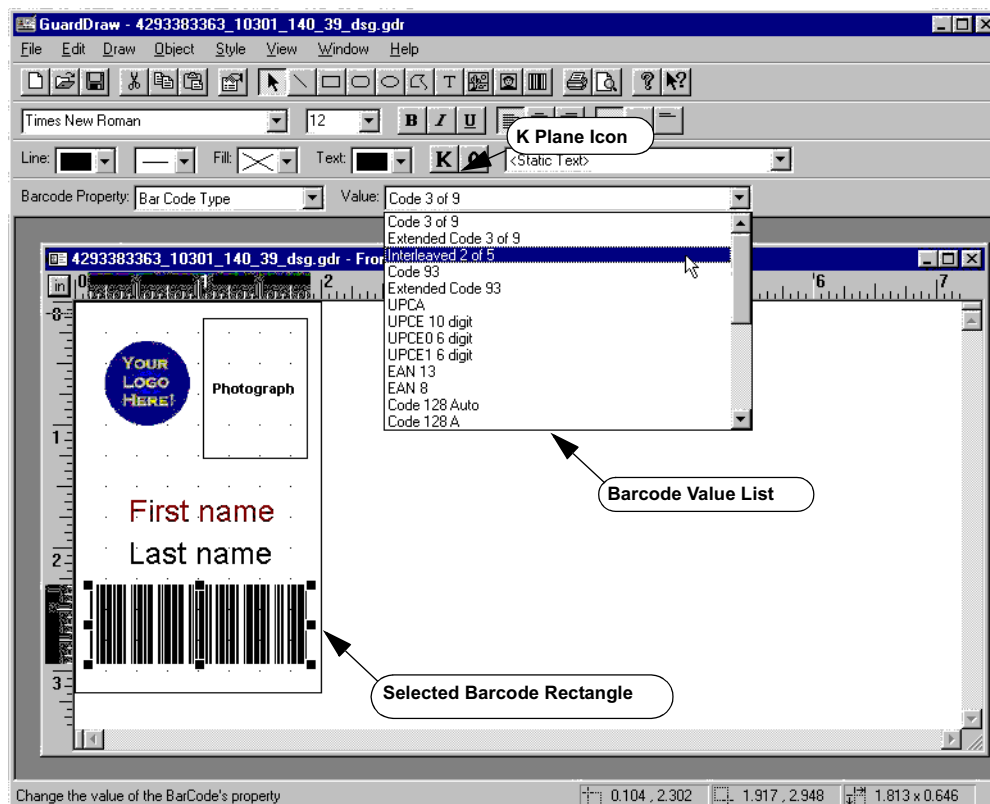 GuardDraw - 4293383363_10301_140_39_dsg.gdr
File Edit Draw Object Style View Window Help
T
Times New Roman 12 B I U
K Plane Icon
Line: Fill: Text: K <Static Text>
Barcode Property: Bar Code Type Value: Code 3 of 9
Code 3 of 9
Extended Code 3 of 9
Interleaved 2 of 5
Code 93
Extended Code 93
UPCA
UPCE 10 digit
UPCE0 6 digit
UPCE1 6 digit
EAN 13
EAN 8
Code 128 Auto
Code 128 A
4293383363_10301_140_39_dsg.gdr - Fron
in 0 1 2 6 7
YOUR
LOGO
HERE!
Photograph
1
Barcode Value List
First name
Last name
2
Selected Barcode Rectangle
3
Change the value of the BarCode's property 0.104 , 2.302 1.917 , 2.948 1.813 x 0.646